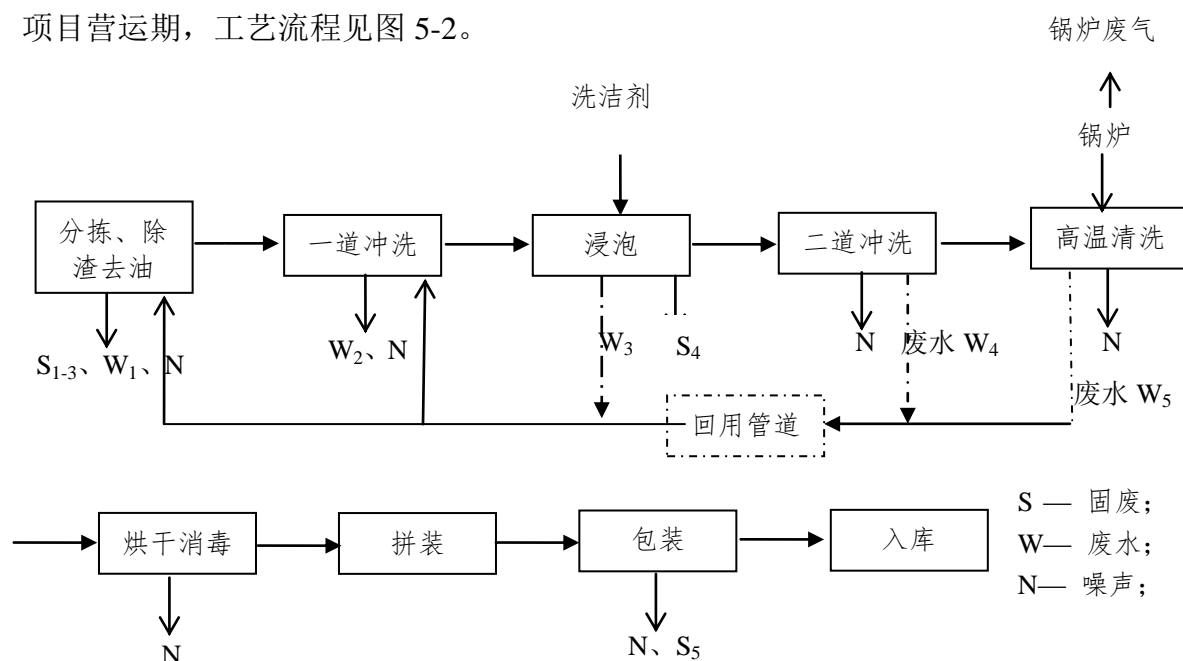 项目营运期，工艺流程见图 5-2。
锅炉废气
洗洁剂
锅炉
分拣、除
渣去油
一道冲洗
浸泡
二道冲洗
高温清洗
S1-3、W1、N
W2、N
W3
S4
N
废水 W4
N
废水 W5
回用管道
烘干消毒
拼装
包装
入库
S — 固废；
W— 废水；
N— 噪声；
N
N、S5